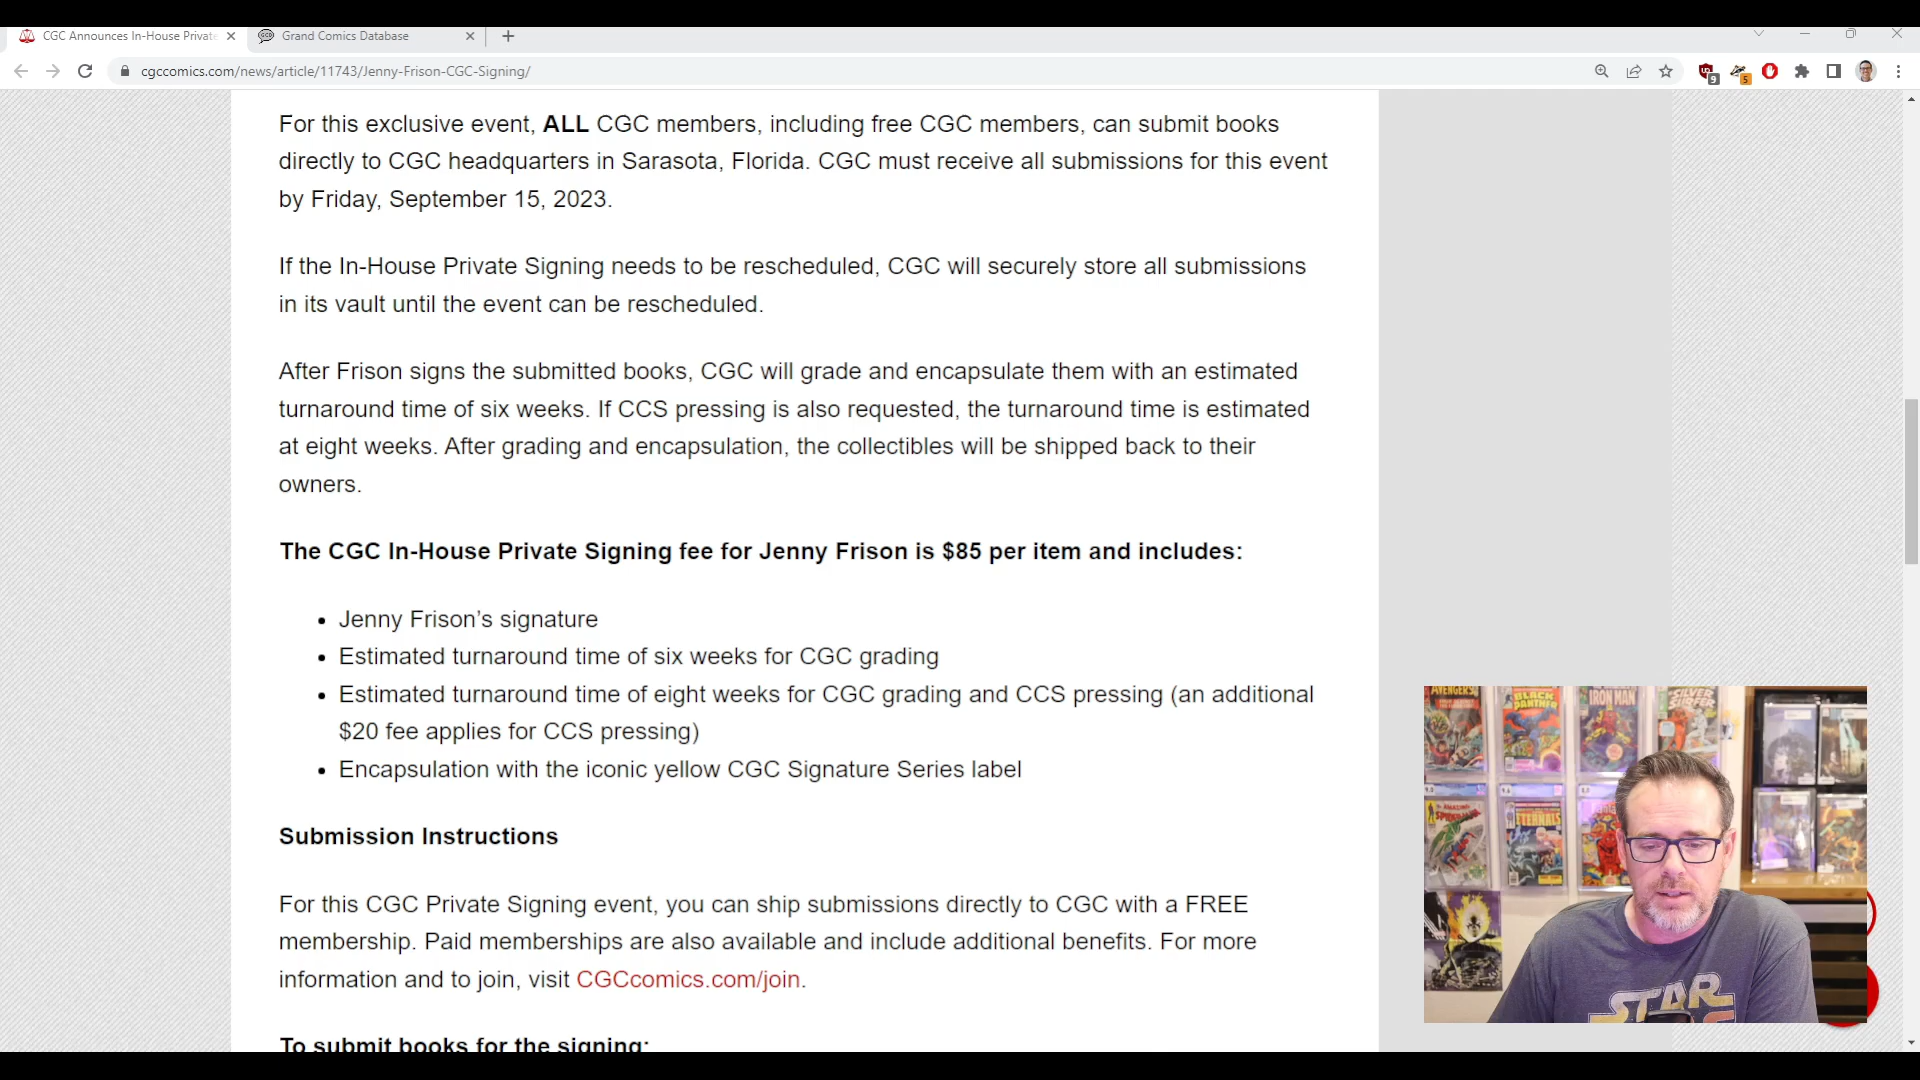 CGC Announces In-House Private
Grand Comics Database
cgccomics.com/news/article/11743/Jenny-Frison-CGC-Signing/
9
5
For this exclusive event, ALL CGC members, including free CGC members, can submit books
directly to CGC headquarters in Sarasota, Florida. CGC must receive all submissions for this event
by Friday, September 15, 2023.
If the In-House Private Signing needs to be rescheduled, CGC will securely store all submissions
in its vault until the event can be rescheduled.
After Frison signs the submitted books, CGC will grade and encapsulate them with an estimated
turnaround time of six weeks. If CCS pressing is also requested, the turnaround time is estimated
at eight weeks. After grading and encapsulation, the collectibles will be shipped back to their
owners.
The CGC In-House Private Signing fee for Jenny Frison is $85 per item and includes:
• Jenny Frison’s signature
• Estimated turnaround time of six weeks for CGC grading
• Estimated turnaround time of eight weeks for CGC grading and CCS pressing (an additional
$20 fee applies for CCS pressing)
• Encapsulation with the iconic yellow CGC Signature Series label
Submission Instructions
For this CGC Private Signing event, you can ship submissions directly to CGC with a FREE
membership. Paid memberships are also available and include additional benefits. For more
information and to join, visit CGCcomics.com/join.
To submit books for the signing:
AVENGERS
BLACK
PANTHER
IRON MAN
SILVER
SURFER
ETERNALS
STAR